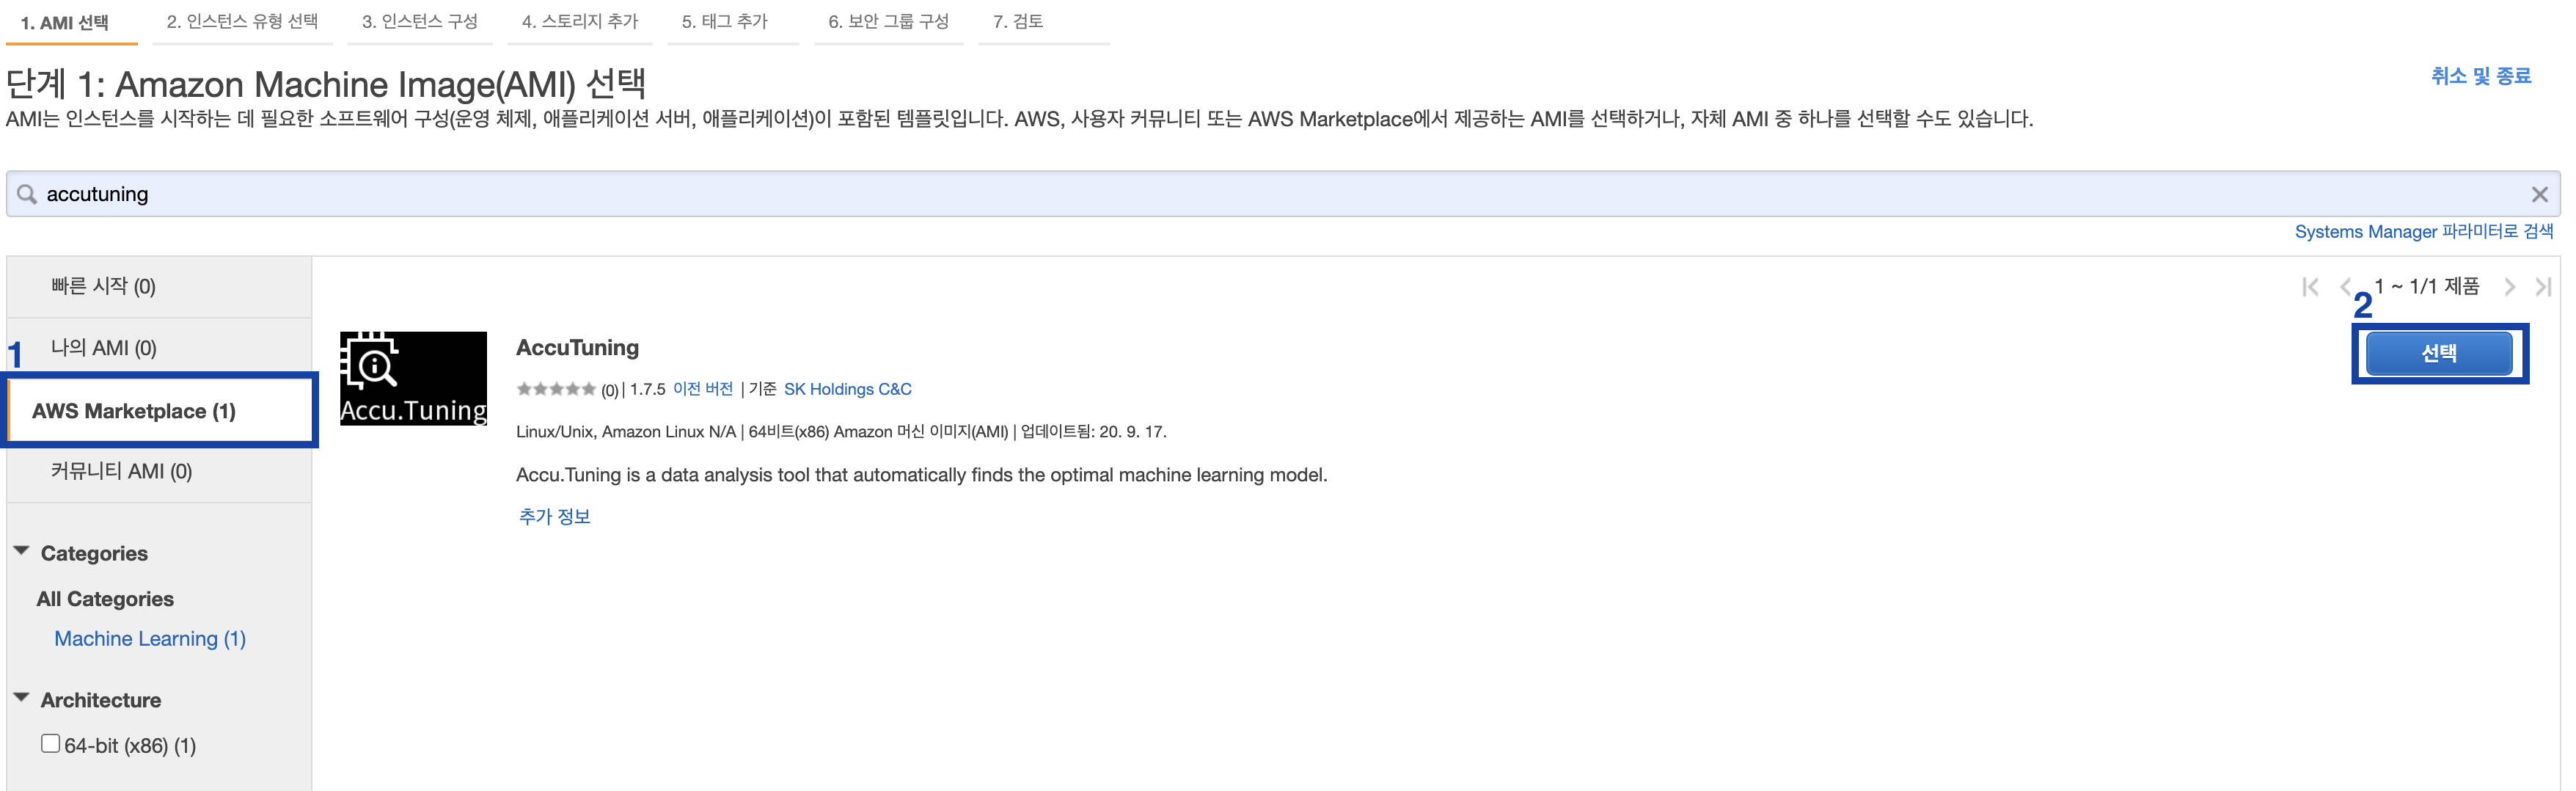 1. AMI 선택 2. 인스턴스 유형 선택 3. 인스턴스 구성 4. 스토리지 추가 5. 태그 추가 6. 보안 그룹 구성 7. 검토
단계 1: Amazon Machine Image(AMI) 선택
취소 및 종료
AMI는 인스턴스를 시작하는 데 필요한 소프트웨어 구성(운영 체제, 애플리케이션 서버, 애플리케이션)이 포함된 템플릿입니다. AWS, 사용자 커뮤니티 또는 AWS Marketplace에서 제공하는 AMI를 선택하거나, 자체 AMI 중 하나를 선택할 수도 있습니다.
accutuning
Systems Manager 파라미터로 검색
빠른 시작 (0)
나의 AMI (0)
1
AWS Marketplace (1)
커뮤니티 AMI (0)
Categories
All Categories
Machine Learning (1)
Architecture
64-bit (x86) (1)
1 ~ 1/1 제품
2
선택
Accu.Tuning
AccuTuning
(0) | 1.7.5 이전 버전 | 기준 SK Holdings C&C
Linux/Unix, Amazon Linux N/A | 64비트(x86) Amazon 머신 이미지(AMI) | 업데이트됨: 20. 9. 17.
Accu.Tuning is a data analysis tool that automatically finds the optimal machine learning model.
추가 정보